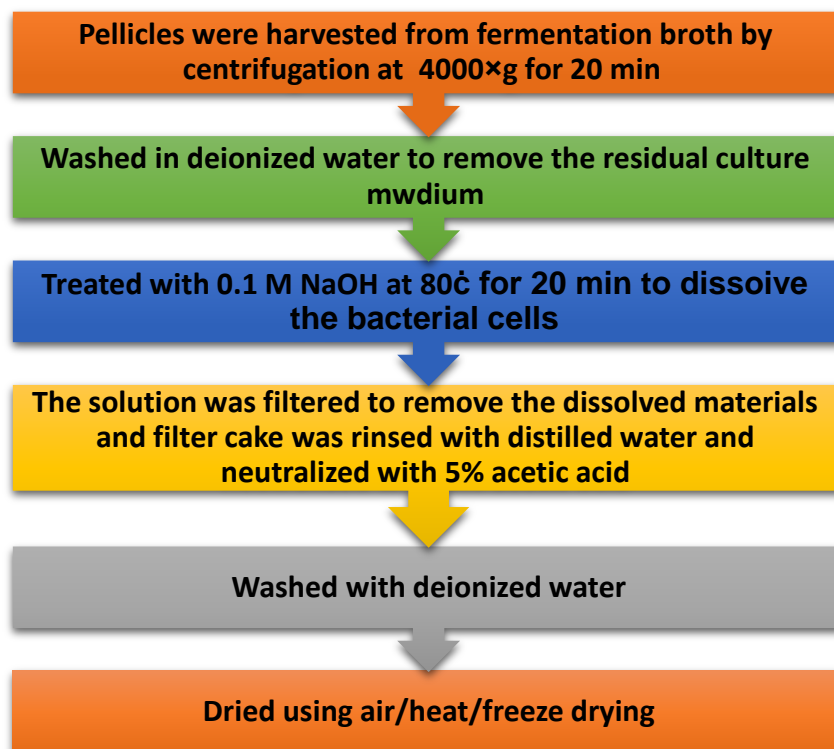 Pellicles were harvested from fermentation broth by
centrifugation at  4000×g for 20 min
Washed in deionized water to remove the residual culture
mwdium
Treated with 0.1 M NaOH at 80ċ for 20 min to dissoive
the bacterial cells
The solution was filtered to remove the dissolved materials
and filter cake was rinsed with distilled water and
neutralized with 5% acetic acid
Washed with deionized water
Dried using air/heat/freeze drying